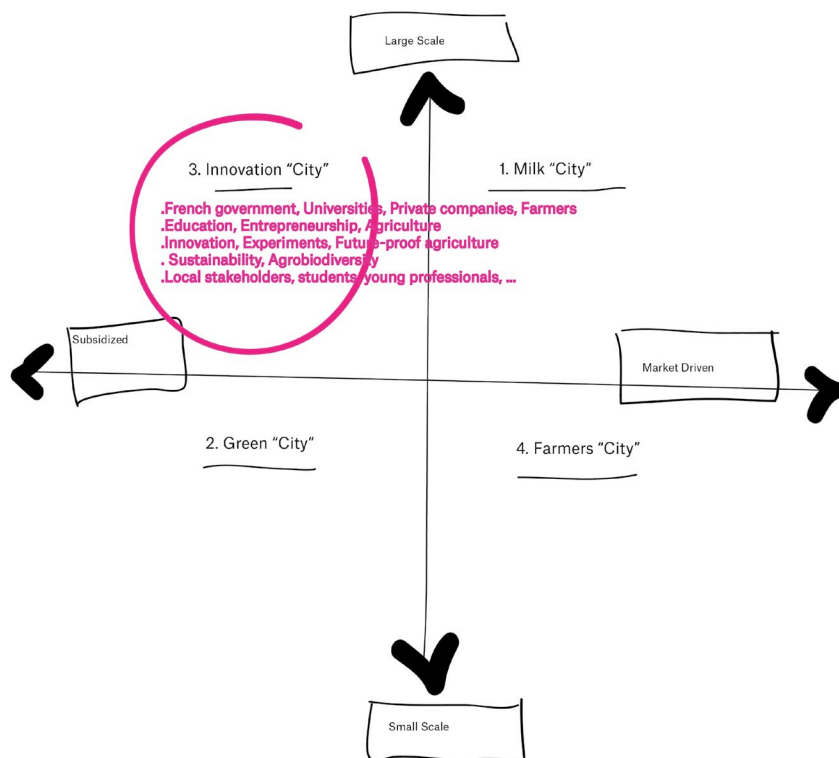 Large Scale
3. Innovation “City”
1. Milk “City”
.French government, Universities, Private companies, Farmers
.Education, Entrepreneurship, Agriculture
.Innovation, Experiments, Future-proof agriculture
. Sustainability, Agrobiodiversity
.Local stakeholders, students, young professionals, ...
Subsidized
Market Driven
2. Green “City”
4. Farmers “City”
Small Scale